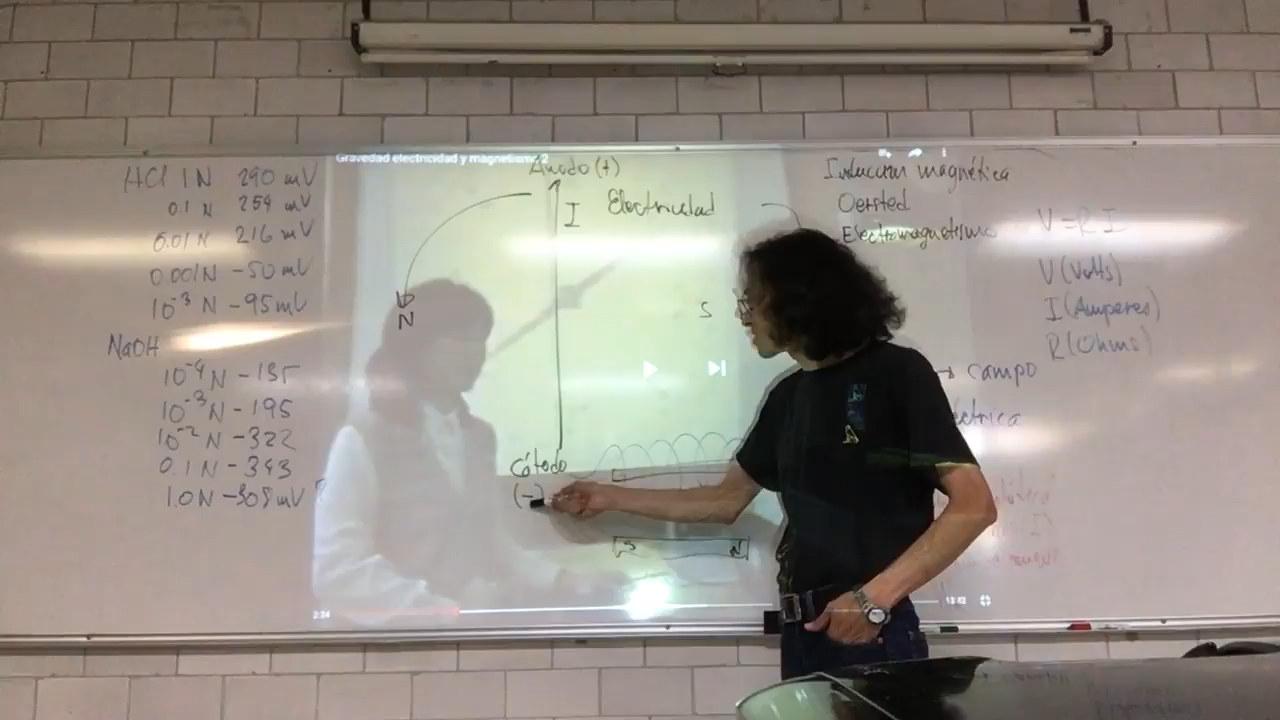 HCl 1N 290 mV
0.1 N 259 mV
0.01 N 216 mV
0.001N -50 mV
10⁻³ N -95 mV
NaOH
10⁻⁴ N -135
10⁻³ N -195
10⁻² N -322
0.1 N -343
1.0 N -308 mV
Gravedad electricidad y magnetismo 2
Ánodo (+)
I Electricidad
N
S
Cátodo
(-)
S N
2:34
Inducción magnética
Oersted
Electromagnetismo
campo
V = R I
V (Volts)
I (Amperes)
R (Ohms)